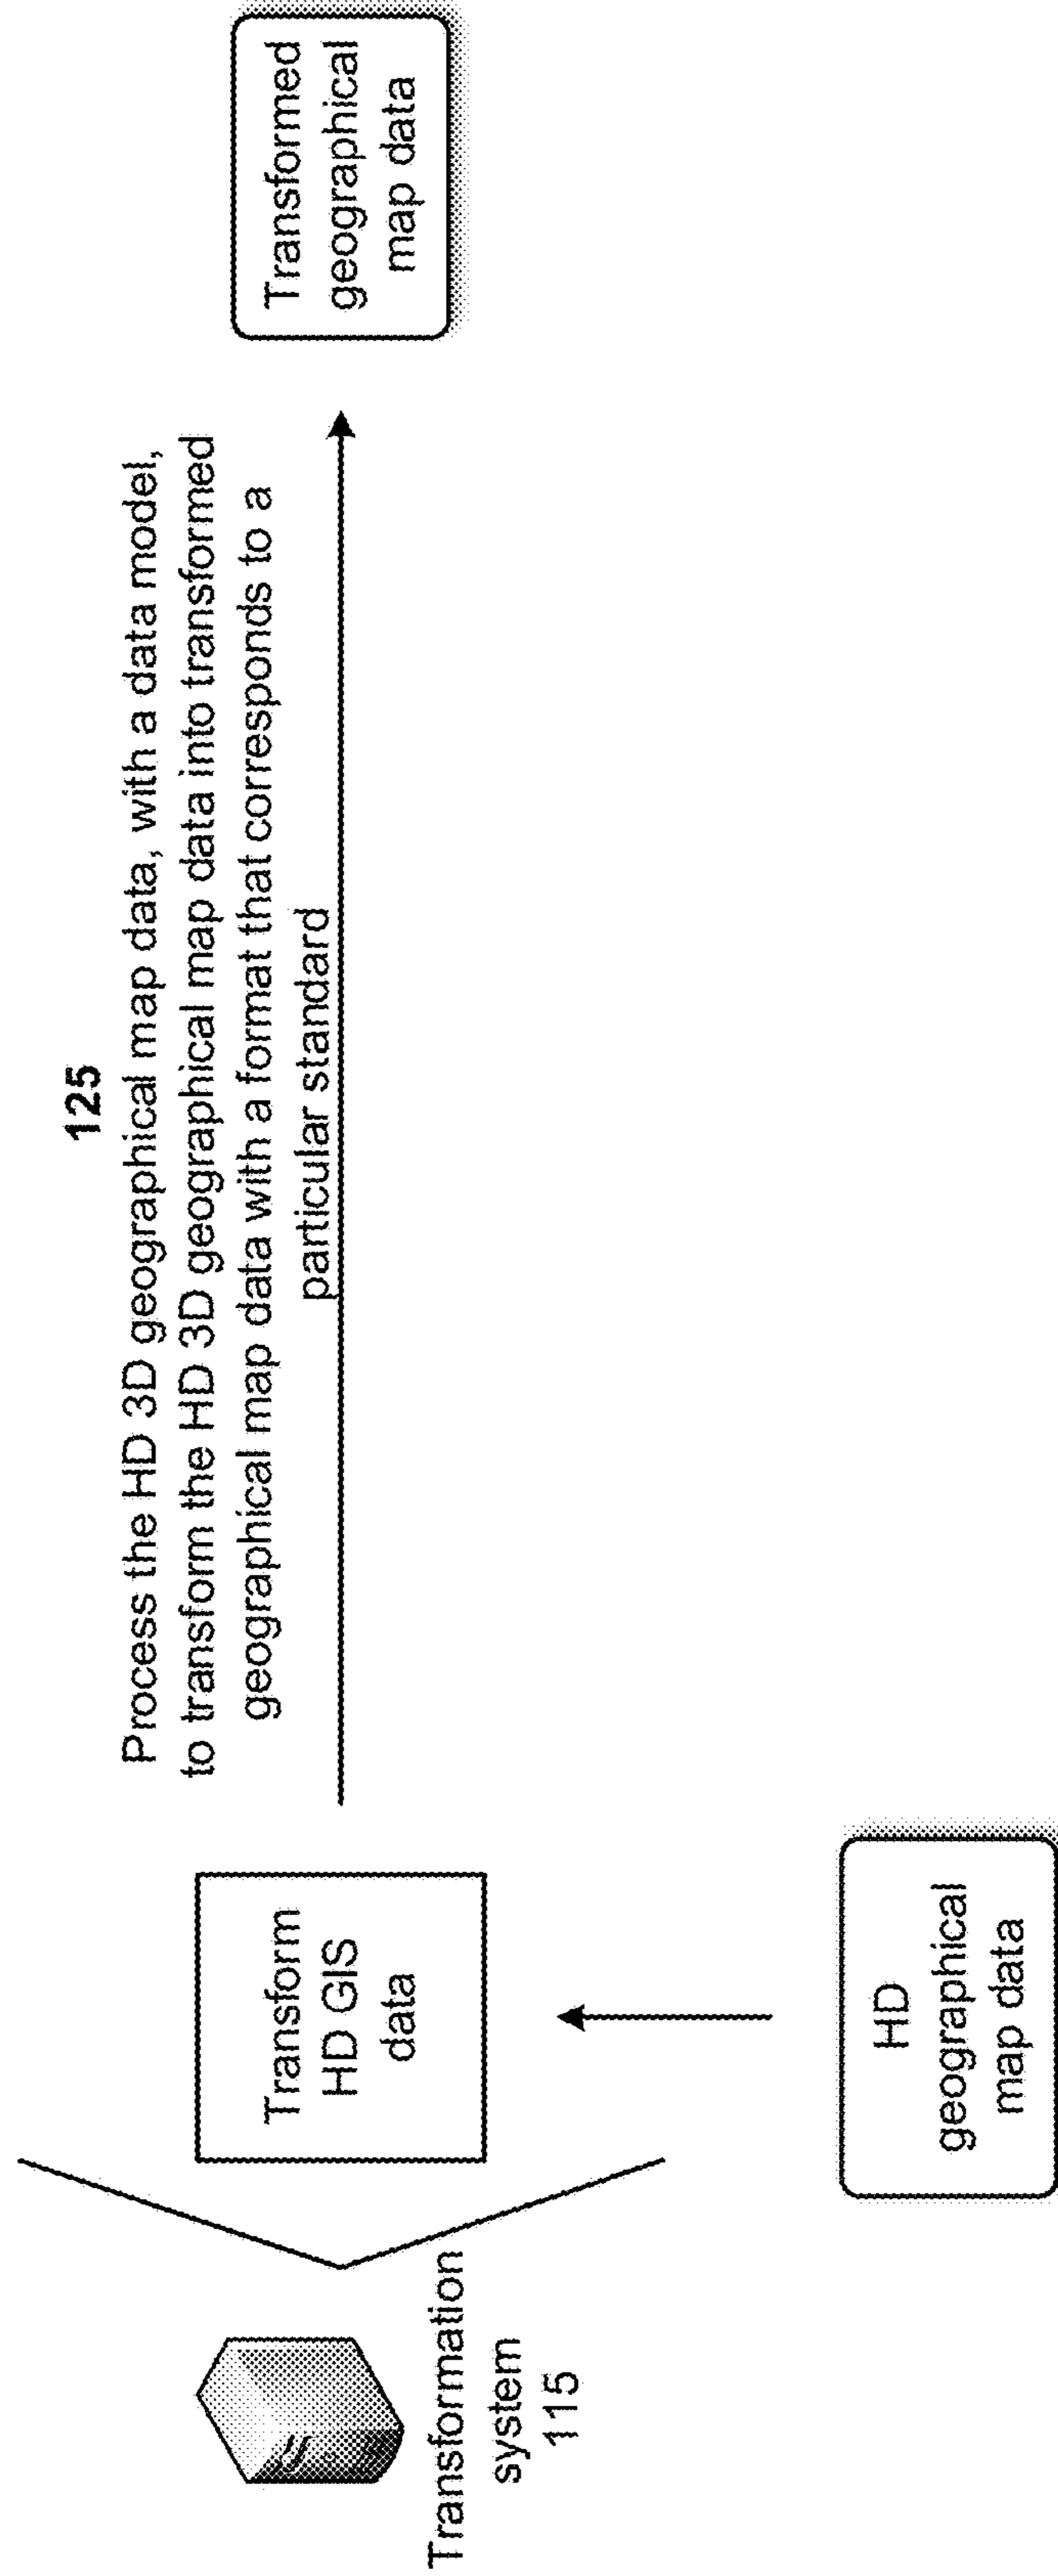 125
Process the HD 3D geographical map data, with a data model,
to transform the HD 3D geographical map data into transformed
geographical map data with a format that corresponds to a
particular standard
Transformation
system
115
Transform
HD GIS
data
Transformed
geographical
map data
HD
geographical
map data